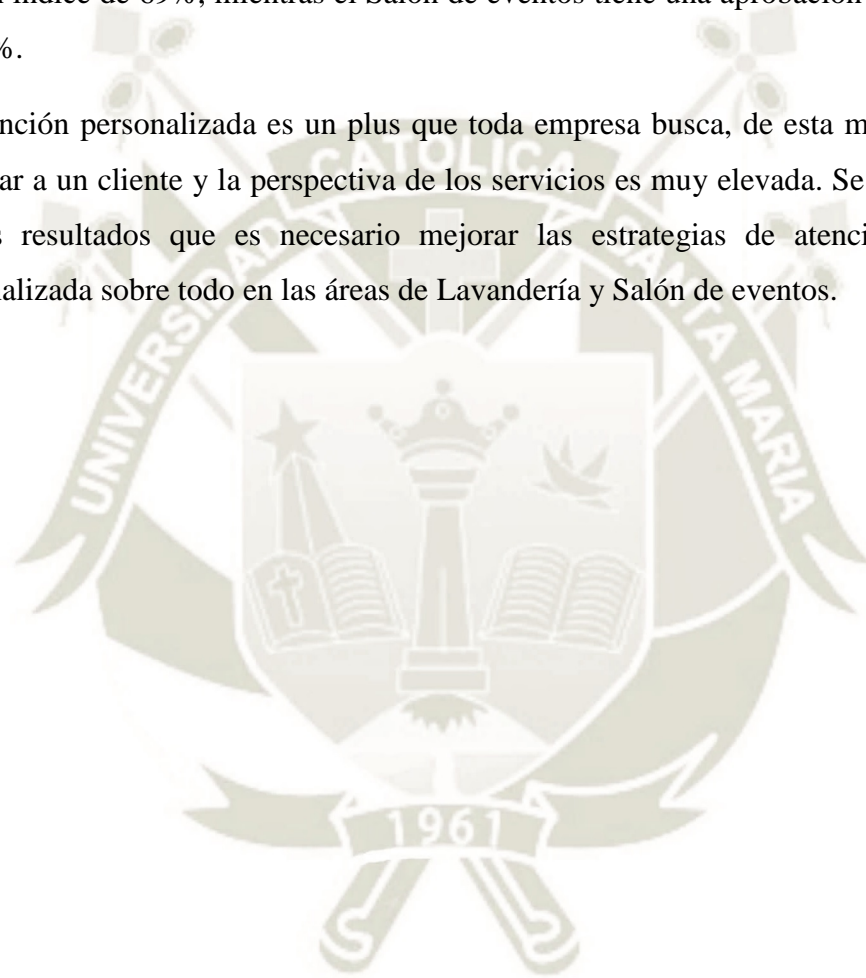 índice de 69%, mientras el Salón de eventos tiene una aprobación
%.
nción personalizada es un plus que toda empresa busca, de esta m
ar a un cliente y la perspectiva de los servicios es muy elevada. Se
s resultados que es necesario mejorar las estrategias de atenci
alizada sobre todo en las áreas de Lavandería y Salón de eventos.
UNIVERSIDAD CATOLICA SANTA MARIA
1961